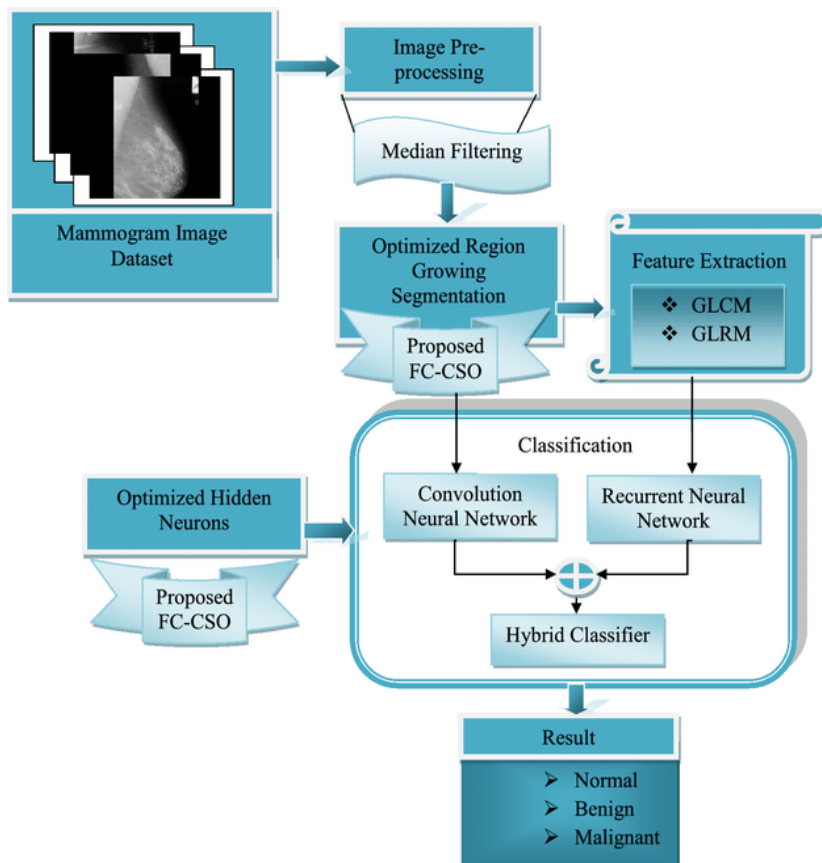 Mammogram Image
Dataset
Image Pre-
processing
Median Filtering
Optimized Region
Growing
Segmentation
Proposed
FC-CSO
Feature Extraction
❖ GLCM
❖ GLRM
Classification
Convolution
Neural Network
Recurrent Neural
Network
Optimized Hidden
Neurons
Proposed
FC-CSO
Hybrid Classifier
Result
➢ Normal
➢ Benign
➢ Malignant